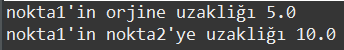 nokta1'in orjine uzaklığı 5.0
nokta1'in nokta2'ye uzaklığı 10.0